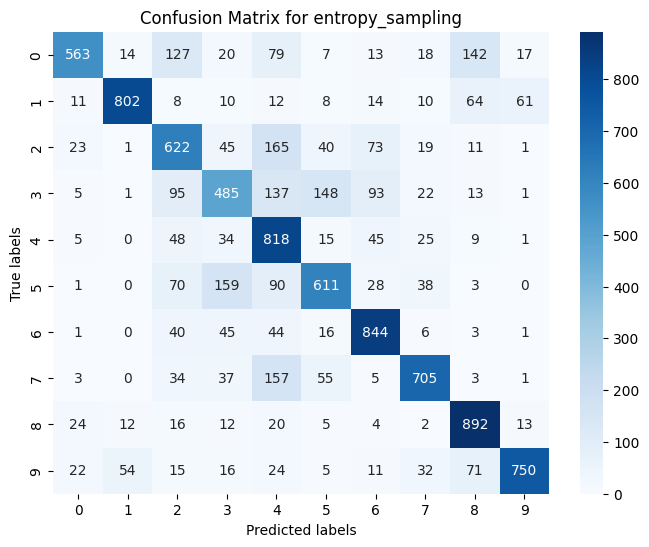 Confusion Matrix for entropy_sampling
True labels
0 563 14 127 20 79 7 13 18 142 17
1 11 802 8 10 12 8 14 10 64 61
2 23 1 622 45 165 40 73 19 11 1
3 5 1 95 485 137 148 93 22 13 1
4 5 0 48 34 818 15 45 25 9 1
5 1 0 70 159 90 611 28 38 3 0
6 1 0 40 45 44 16 844 6 3 1
7 3 0 34 37 157 55 5 705 3 1
8 24 12 16 12 20 5 4 2 892 13
9 22 54 15 16 24 5 11 32 71 750
0 1 2 3 4 5 6 7 8 9
Predicted labels
800
700
600
500
400
300
200
100
0